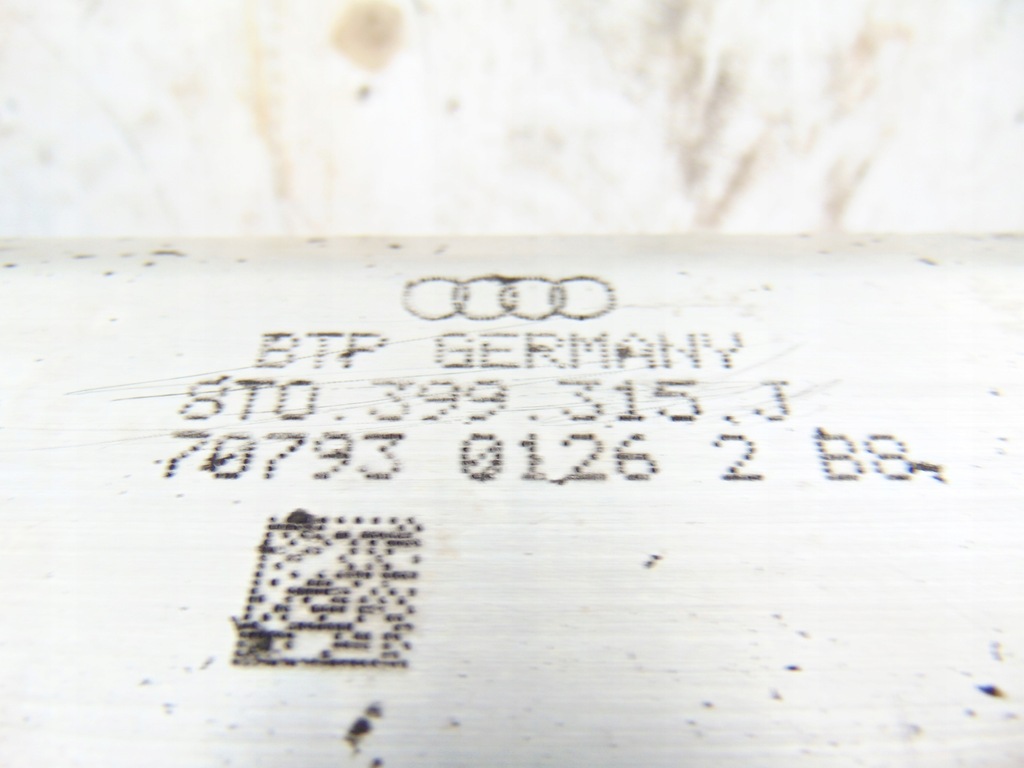 BTP GERMANY
8T0.399.315.J
70793 0126 2 B8